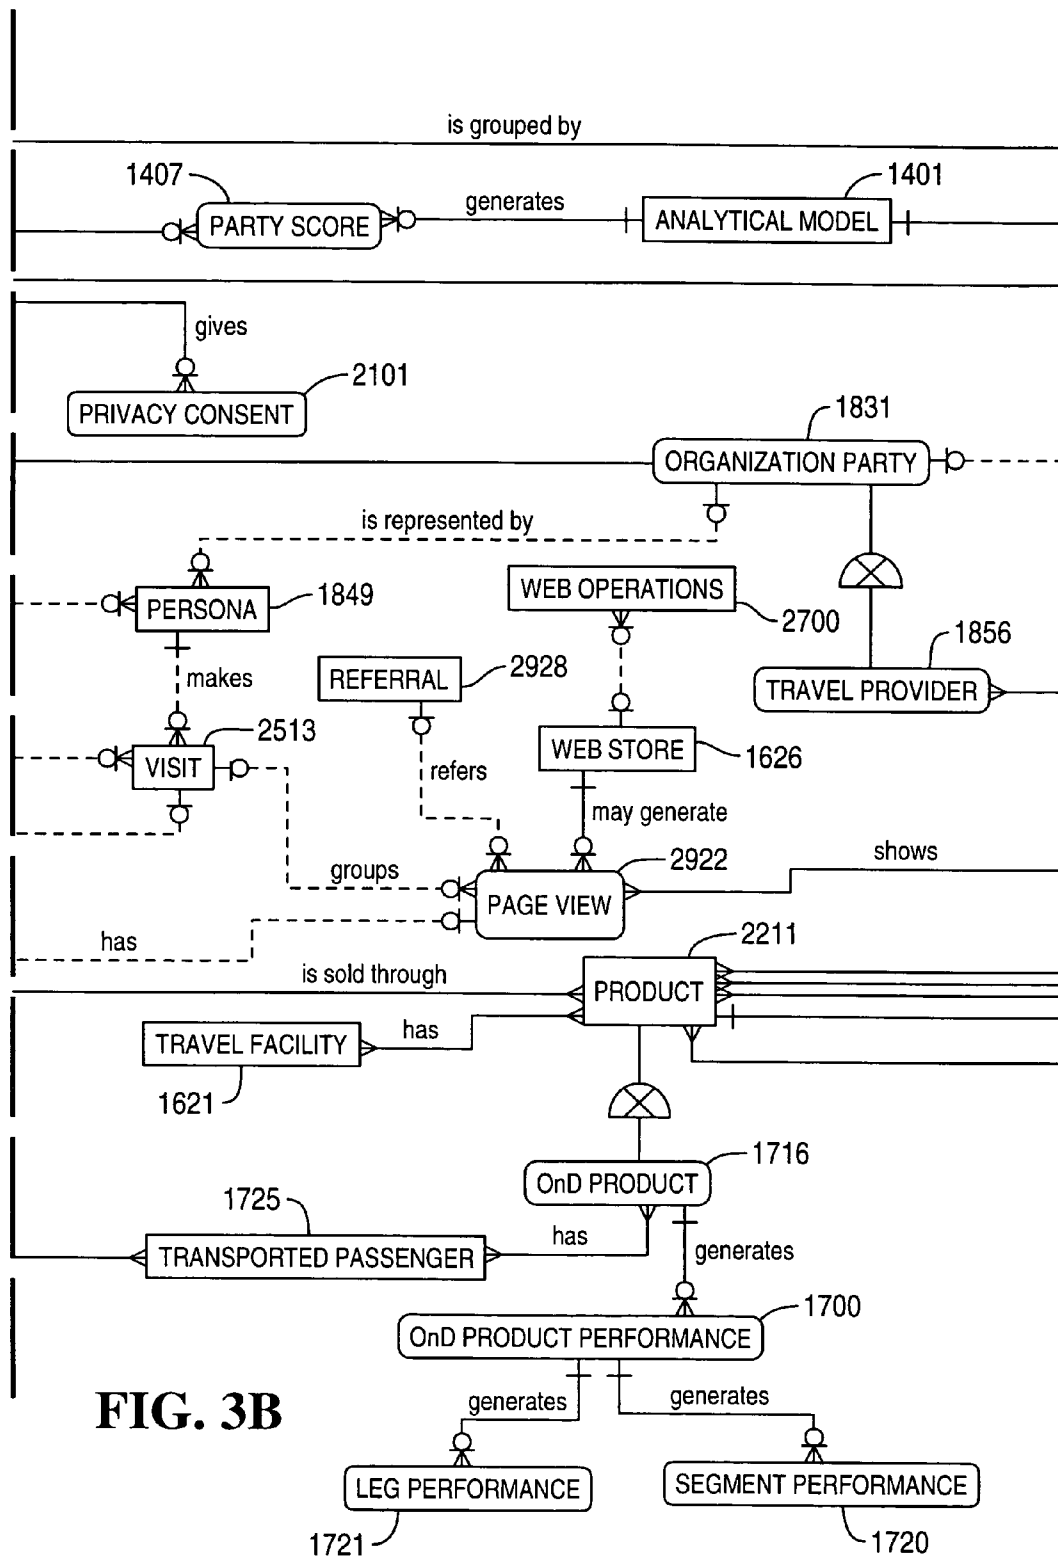 is grouped by
1407
1401
PARTY SCORE
generates
ANALYTICAL MODEL
gives
2101
PRIVACY CONSENT
1831
ORGANIZATION PARTY
is represented by
PERSONA
1849
WEB OPERATIONS
2700
1856
makes
REFERRAL
2928
TRAVEL PROVIDER
2513
VISIT
refers
WEB STORE
1626
may generate
2922
shows
groups
PAGE VIEW
has
2211
is sold through
PRODUCT
TRAVEL FACILITY
has
1621
1716
OnD PRODUCT
1725
TRANSPORTED PASSENGER
has
generates
1700
OnD PRODUCT PERFORMANCE
FIG. 3B
generates
generates
LEG PERFORMANCE
SEGMENT PERFORMANCE
1721
1720